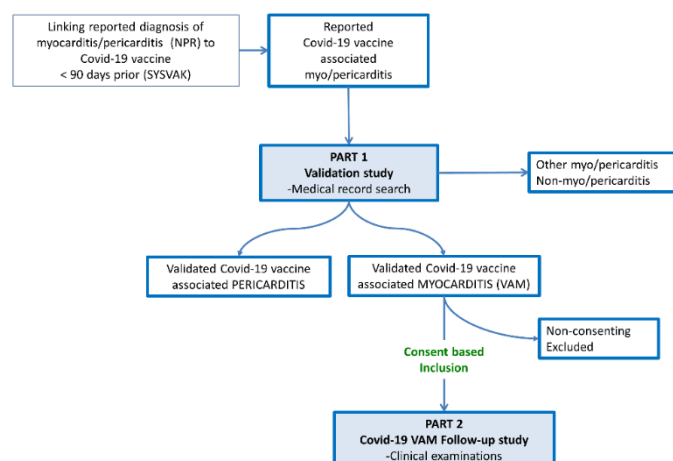 Linking reported diagnosis of
myocarditis/pericarditis (NPR) to
Covid-19 vaccine
< 90 days prior (SYSVAK)
Reported
Covid-19 vaccine
associated
myo/pericarditis
PART 1
Validation study
-Medical record search
Other myo/pericarditis
Non-myo/pericarditis
Validated Covid-19 vaccine
associated PERICARDITIS
Validated Covid-19 vaccine
associated MYOCARDITIS (VAM)
Non-consenting
Excluded
Consent based
Inclusion
PART 2
Covid-19 VAM Follow-up study
-Clinical examinations